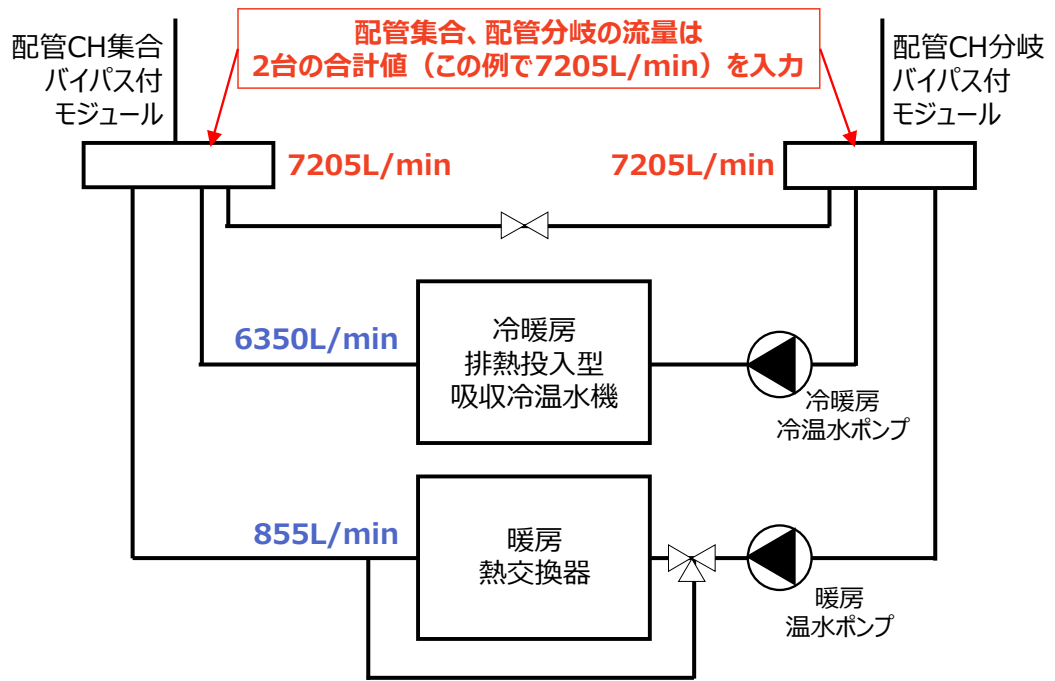 配管CH集合
バイパス付
モジュール
配管集合、配管分岐の流量は
2台の合計値（この例で7205L/min）を入力
配管CH分岐
バイパス付
モジュール
7205L/min
7205L/min
6350L/min
冷暖房
排熱投入型
吸収冷温水機
冷暖房
冷温水ポンプ
855L/min
暖房
熱交換器
暖房
温水ポンプ